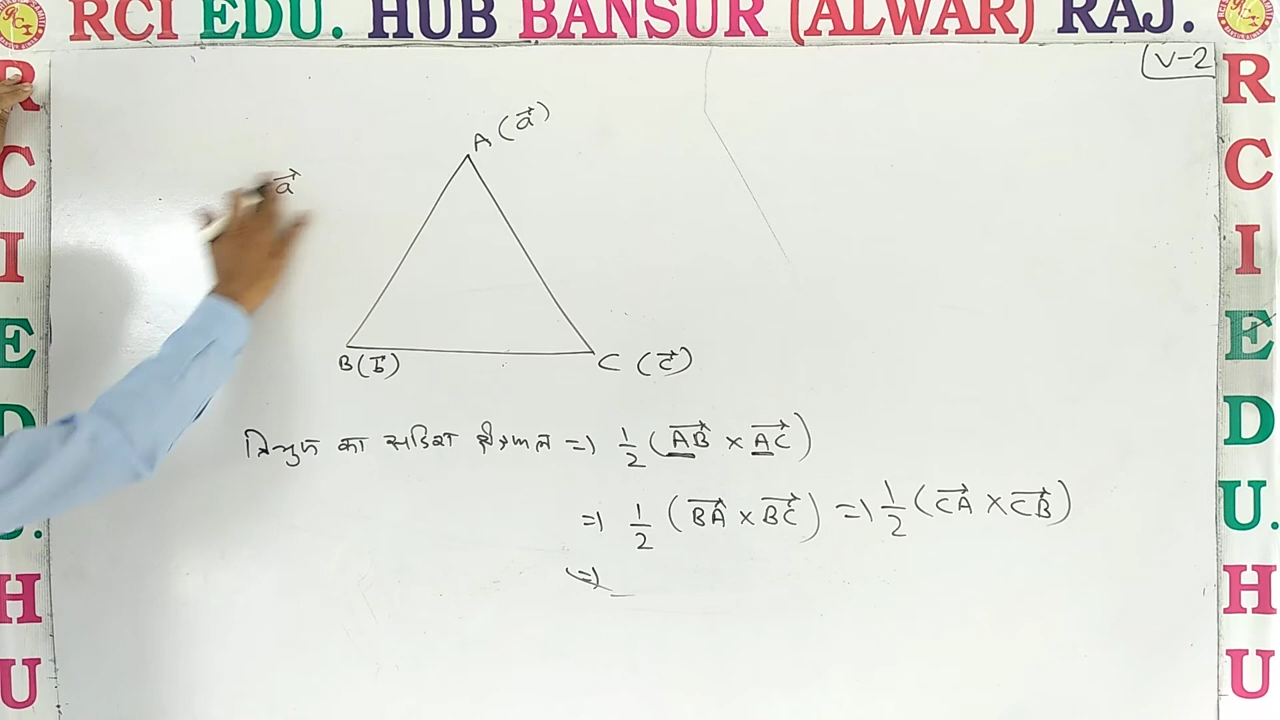 RCI EDU. HUB BANSUR (ALWAR) RAJ.
V-2
A (a⃗)
a⃗
B (b⃗)
C (c⃗)
त्रिभुज का सदिश क्षेत्रफल => 1/2 (AB⃗ × AC⃗)
=> 1/2 (BA⃗ × BC⃗) => 1/2 (CA⃗ × CB⃗)
=>
R C I E D U. H U
R C I E D U. H U